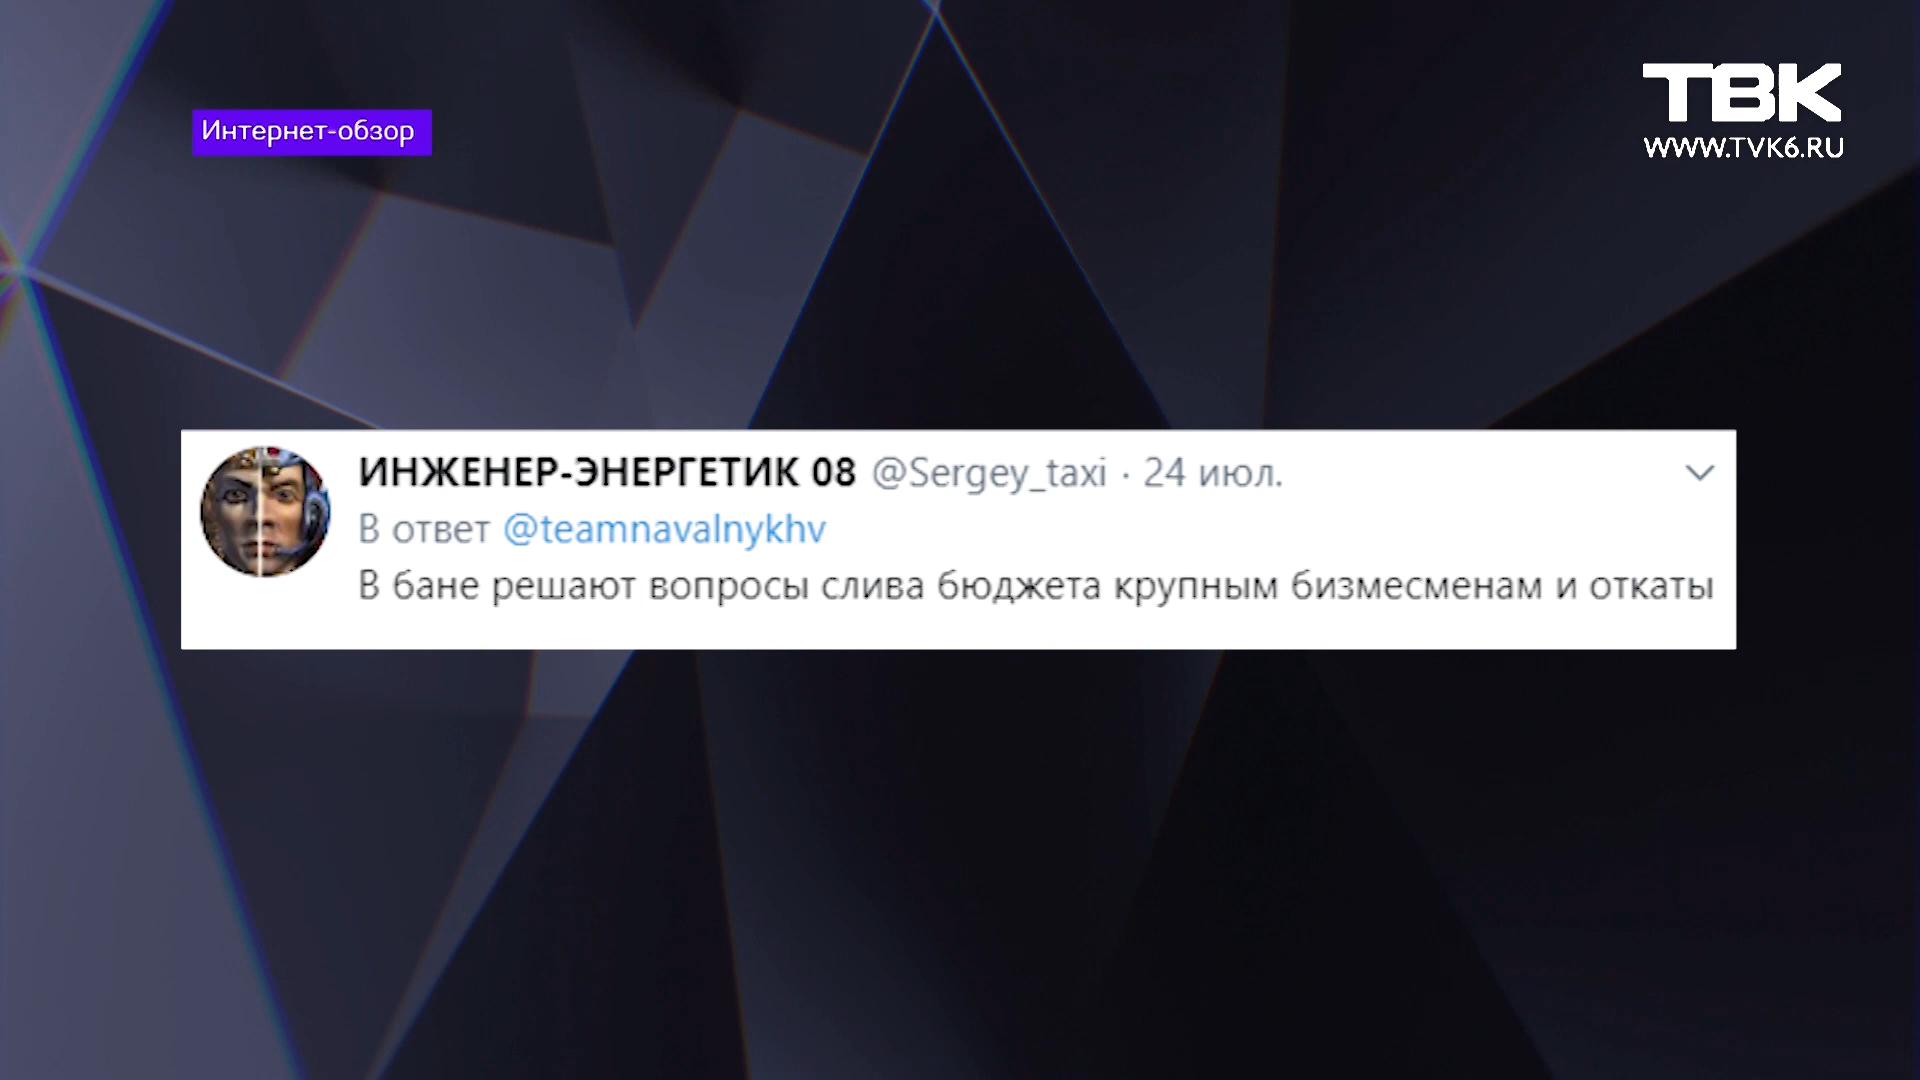 Интернет-обзор
ТВК
WWW.TVK6.RU
ИНЖЕНЕР-ЭНЕРГЕТИК 08 @Sergey_taxi · 24 июл.
В ответ @teamnavalnykhv
В бане решают вопросы слива бюджета крупным бизмесменам и откаты